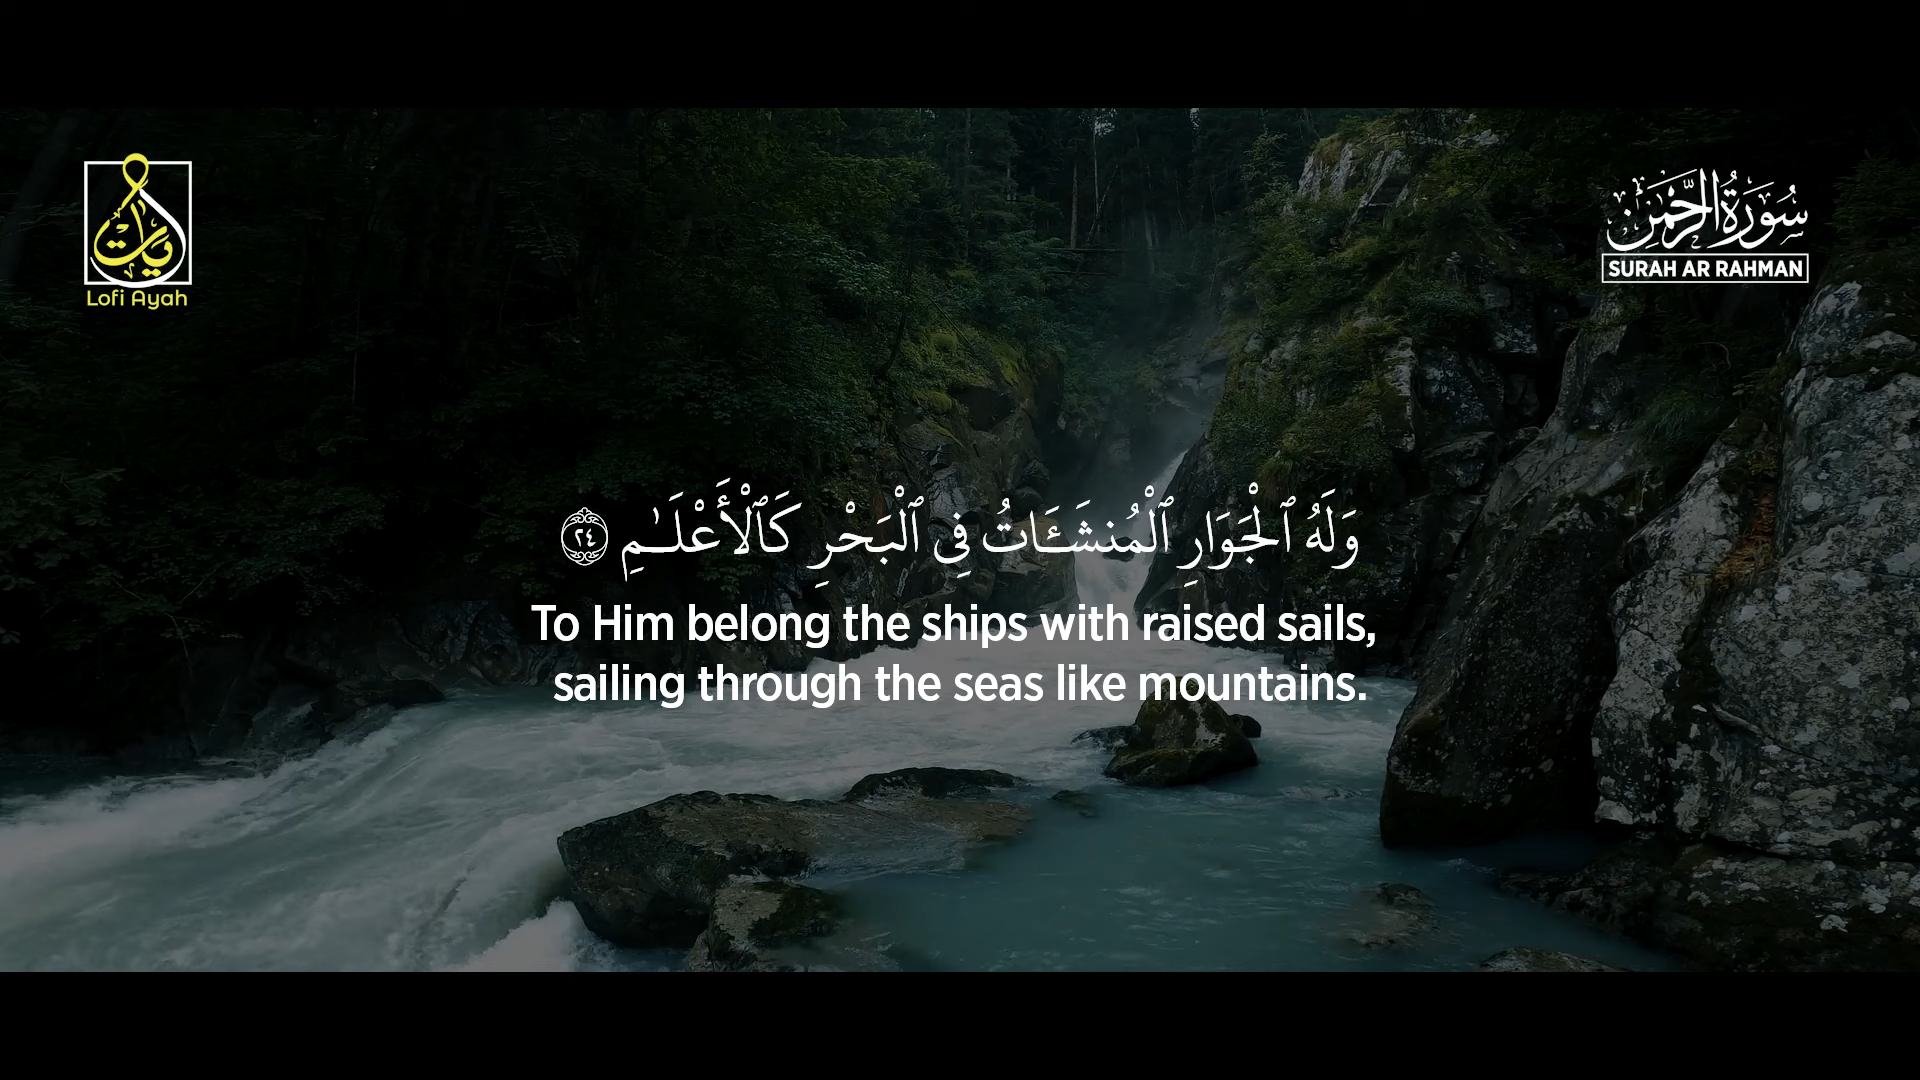 يات
Lofi Ayah
سُورَةُ الرَّحْمٰن
SURAH AR RAHMAN
وَلَهُ ٱلْجَوَارِ ٱلْمُنشَـَٔاتُ فِى ٱلْبَحْرِ كَٱلْأَعْلَـٰمِ ٢٤
To Him belong the ships with raised sails,
sailing through the seas like mountains.